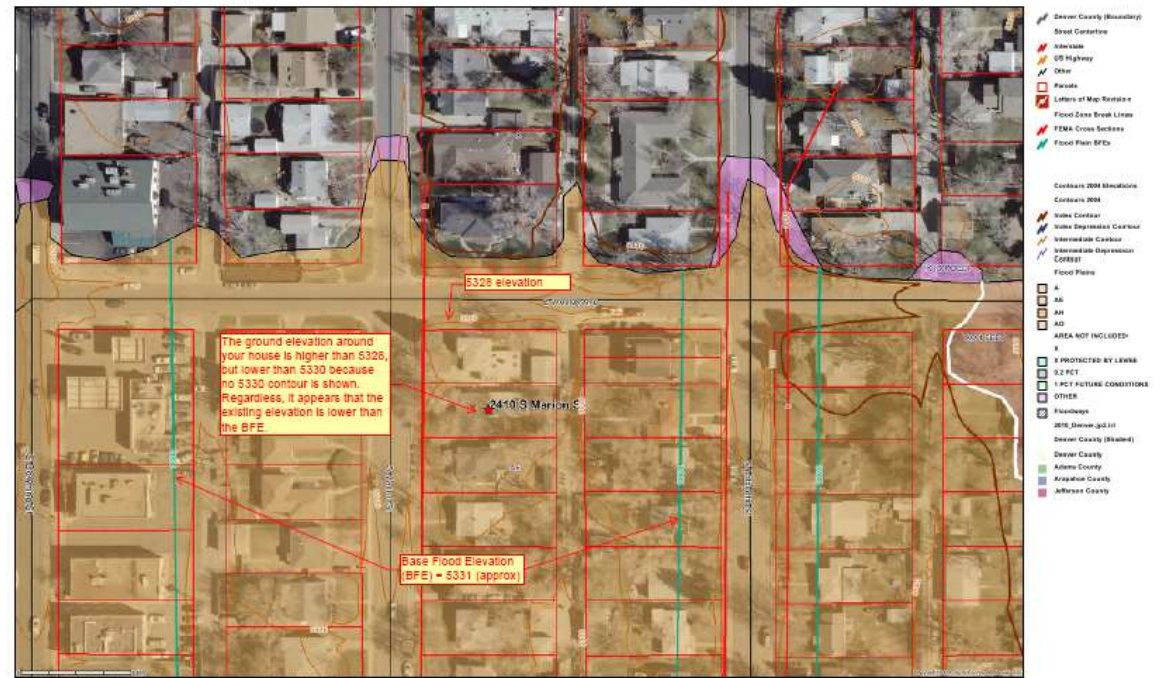 5328 elevation
The ground elevation around
your house is higher than 5328,
but lower than 5330 because
no 5330 contour is shown.
Regardless, it appears that the
existing elevation is lower than
the BFE.
2410 S Marion S
Base Flood Elevation
(BFE) = 5331 (approx)
Denver County (Boundary)
Street Centerline
Interstate
US Highway
Other
Parcels
Letters of Map Revision
Flood Zone Break Lines
FEMA Cross Sections
Flood Plain BFEs
Contours 2004 Elevations
Contours 2004
Index Contour
Index Depression Contour
Intermediate Contour
Intermediate Depression
Contour
Flood Plains
A
AE
AH
AO
AREA NOT INCLUDED
X
X PROTECTED BY LEVEE
0.2 PCT
1 PCT FUTURE CONDITIONS
OTHER
Floodways
Denver County (Shaded)
Denver County
Adams County
Arapahoe County
Jefferson County